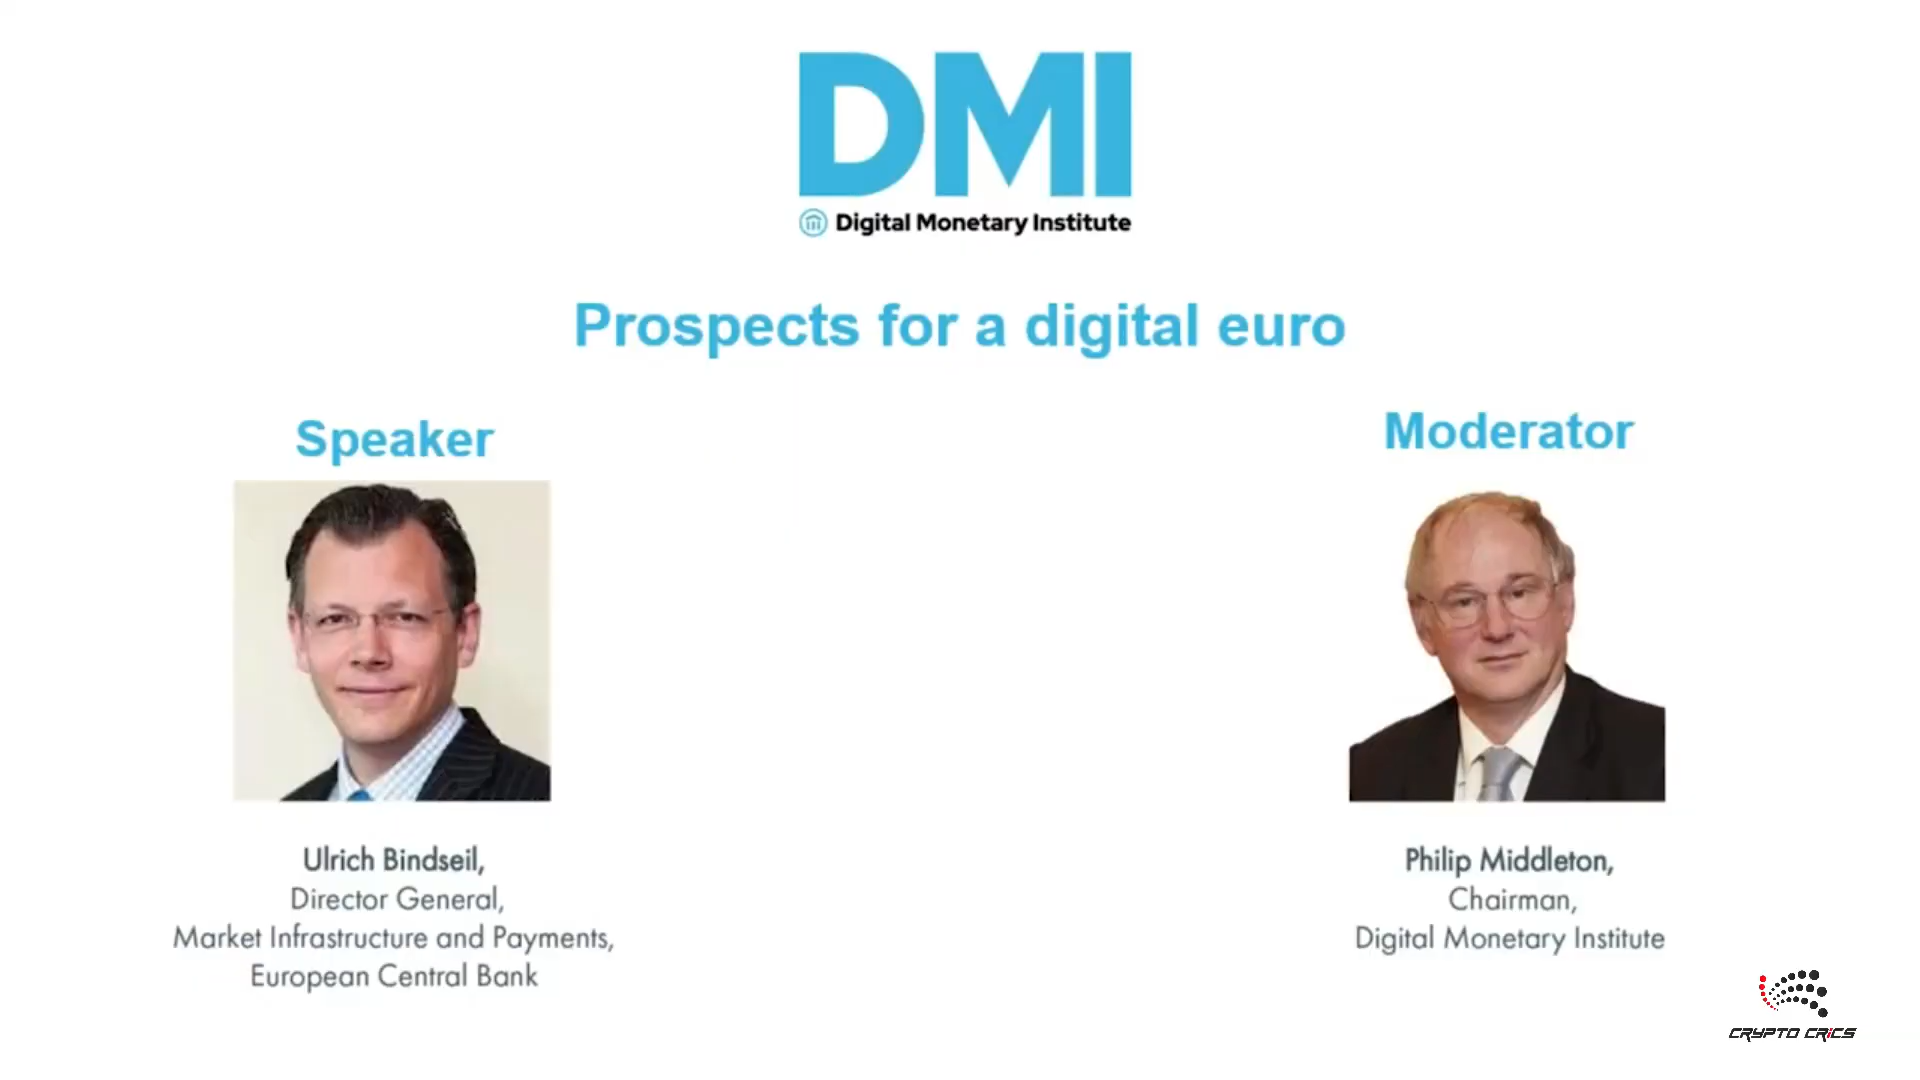 DMI
Digital Monetary Institute
Prospects for a digital euro
Speaker
Ulrich Bindseil,
Director General,
Market Infrastructure and Payments,
European Central Bank
Moderator
Philip Middleton,
Chairman,
Digital Monetary Institute
CRYPTO CRiCS